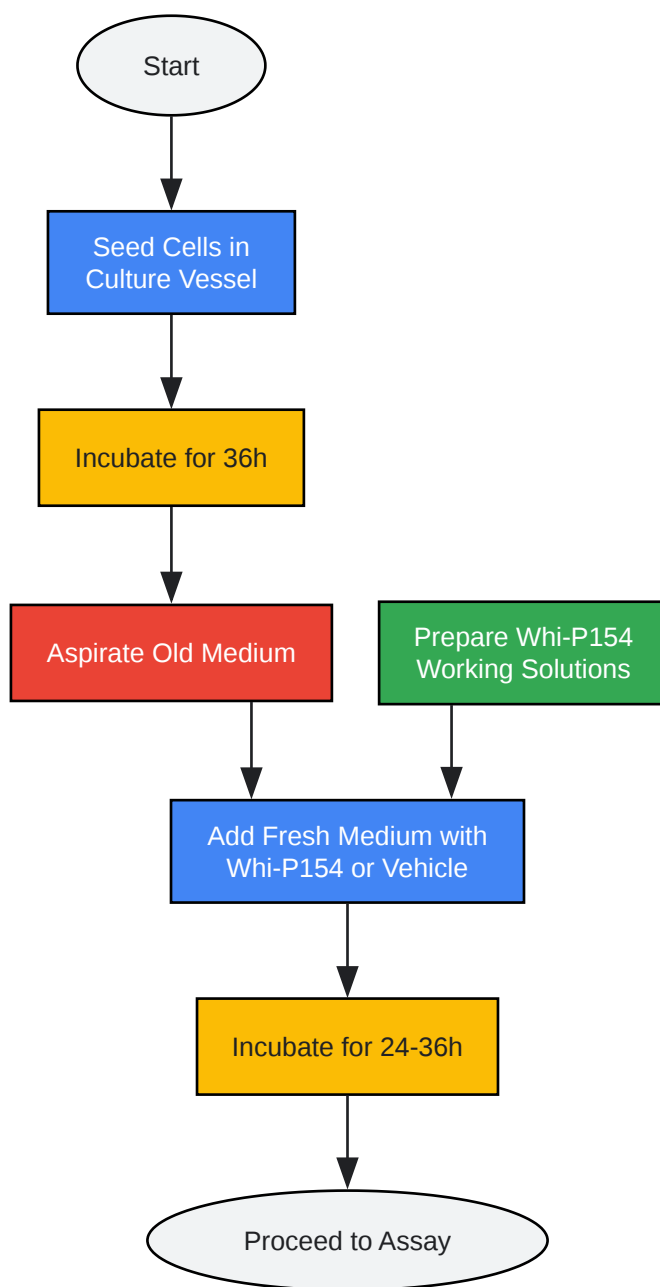 Start
Seed Cells in
Culture Vessel
Incubate for 36h
Aspirate Old Medium
Prepare Whi-P154
Working Solutions
Add Fresh Medium with
Whi-P154 or Vehicle
Incubate for 24-36h
Proceed to Assay